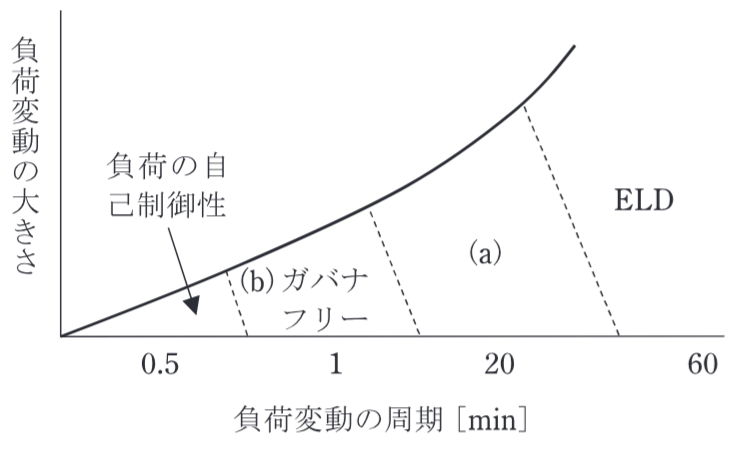 負荷変動の大きさ
負荷の自
己制御性
(b)ガバナ
フリー
(a)
ELD
0.5 1 20 60
負荷変動の周期［min］